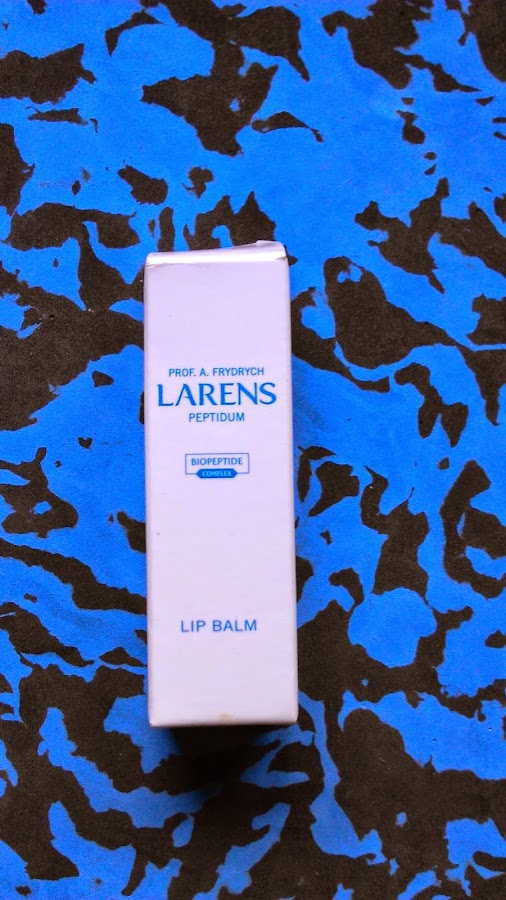 PROF. A. FRYDRYCH
LARENS
PEPTIDUM
BIOPEPTIDE
COMPLEX
LIP BALM